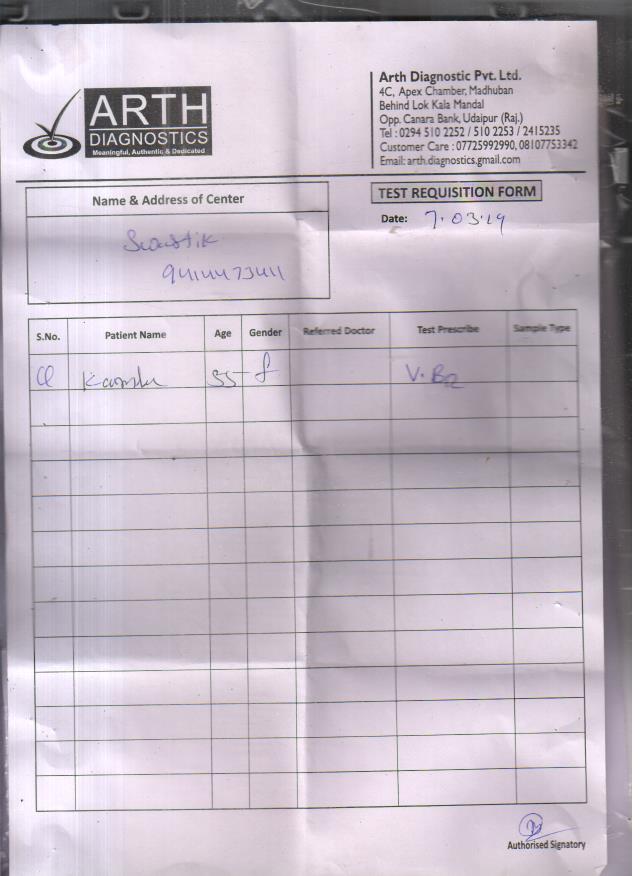 ARTH
DIAGNOSTICS
Meaningful, Authentic & Dedicated
Arth Diagnostic Pvt. Ltd.
4C, Apex Chamber, Madhuban
Behind Lok Kala Mandal
Opp. Canara Bank, Udaipur (Raj.)
Tel : 0294 510 2252 / 510 2253 / 2415235
Customer Care : 07725992990, 08107753342
Email: arth.diagnostics.gmail.com
Name & Address of Center
TEST REQUISITION FORM
Date: 7.03.19
Swastik
9414473411
S.No. Patient Name Age Gender Referred Doctor Test Prescribe Sample Type
55 f V.B12
Authorised Signatory